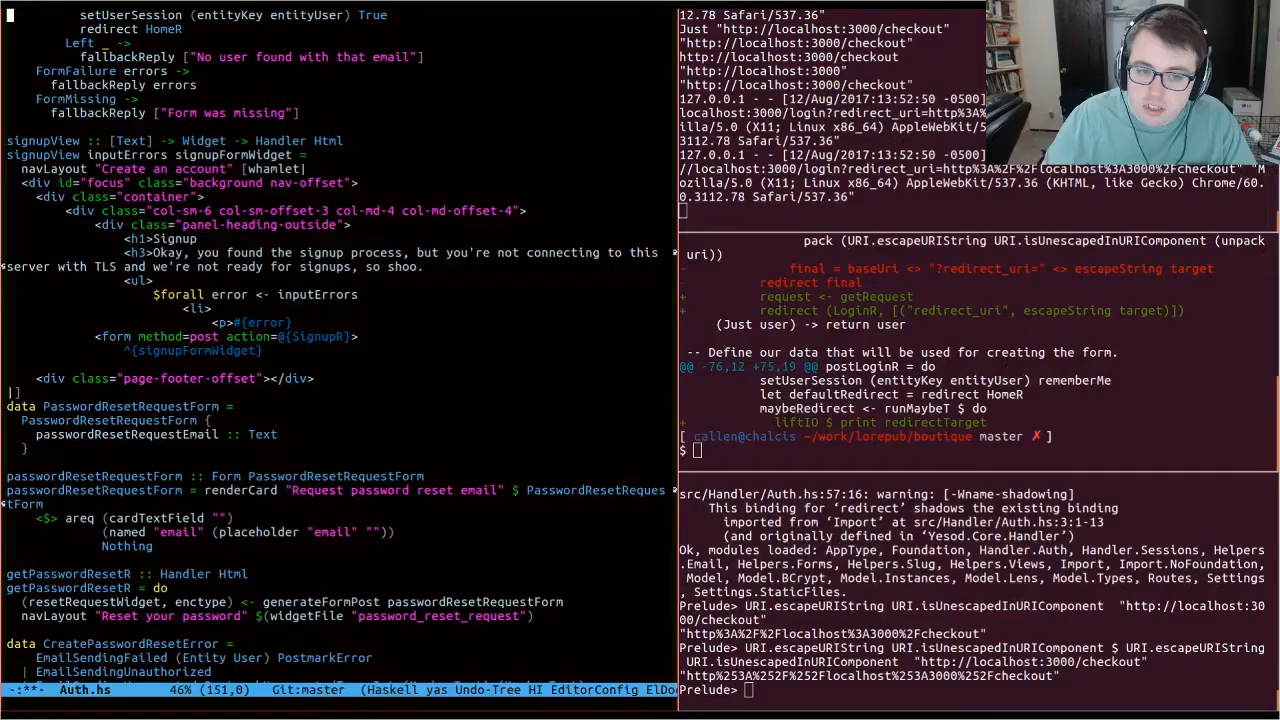 setUserSession (entityKey entityUser) True
redirect HomeR
Left _ ->
fallbackReply ["No user found with that email"]
FormFailure errors ->
fallbackReply errors
FormMissing ->
fallbackReply ["Form was missing"]
signupView :: [Text] -> Widget -> Handler Html
signupView inputErrors signupFormWidget =
navLayout "Create an account" [whamlet|
<div id="focus" class="background nav-offset">
<div class="container">
<div class="col-sm-6 col-sm-offset-3 col-md-4 col-md-offset-4">
<div class="panel-heading-outside">
<h1>Signup
<h3>Okay, you found the signup process, but you're not connecting to this
server with TLS and we're not ready for signups, so shoo.
<ul>
$forall error <- inputErrors
<li>
<p>#{error}
<form method=post action=@{SignupR}>
^{signupFormWidget}
<div class="page-footer-offset"></div>
|]
data PasswordResetRequestForm =
PasswordResetRequestForm {
passwordResetRequestEmail :: Text
}
passwordResetRequestForm :: Form PasswordResetRequestForm
passwordResetRequestForm = renderCard "Request password reset email" $ PasswordResetReques
tForm
<$> areq (cardTextField "")
(named "email" (placeholder "email" ""))
Nothing
getPasswordResetR :: Handler Html
getPasswordResetR = do
(resetRequestWidget, enctype) <- generateFormPost passwordResetRequestForm
navLayout "Reset your password" $(widgetFile "password_reset_request")
data CreatePasswordResetError =
EmailSendingFailed (Entity User) PostmarkError
| EmailSendingUnauthorized
-:**- Auth.hs 46% (151,0) Git:master (Haskell yas Undo-Tree HI EditorConfig ElDo
12.78 Safari/537.36"
Just "http://localhost:3000/checkout"
"http://localhost:3000/checkout"
http://localhost:3000/checkout
"http://localhost:3000"
"http://localhost:3000/checkout"
127.0.0.1 - - [12/Aug/2017:13:52:50 -0500]
localhost:3000/login?redirect_uri=http%3A%
illa/5.0 (X11; Linux x86_64) AppleWebKit/5
3112.78 Safari/537.36"
127.0.0.1 - - [12/Aug/2017:13:52:50 -0500]
//localhost:3000/login?redirect_uri=http%3A%2F%2Flocalhost%3A3000%2Fcheckout" "M
ozilla/5.0 (X11; Linux x86_64) AppleWebKit/537.36 (KHTML, like Gecko) Chrome/60.
0.3112.78 Safari/537.36"
pack (URI.escapeURIString URI.isUnescapedInURIComponent (unpack
uri))
- final = baseUri <> "?redirect_uri=" <> escapeString target
- redirect final
+ request <- getRequest
+ redirect (LoginR, [("redirect_uri", escapeString target)])
(Just user) -> return user
-- Define our data that will be used for creating the form.
@@ -76,12 +75,19 @@ postLoginR = do
setUserSession (entityKey entityUser) rememberMe
let defaultRedirect = redirect HomeR
maybeRedirect <- runMaybeT $ do
+ liftIO $ print redirectTarget
[ callen@chalcis ~/work/lorepub/boutique master ✗ ]
$
src/Handler/Auth.hs:57:16: warning: [-Wname-shadowing]
This binding for ‘redirect’ shadows the existing binding
imported from ‘Import’ at src/Handler/Auth.hs:3:1-13
(and originally defined in ‘Yesod.Core.Handler’)
Ok, modules loaded: AppType, Foundation, Handler.Auth, Handler.Sessions, Helpers
.Email, Helpers.Forms, Helpers.Slug, Helpers.Views, Import, Import.NoFoundation,
Model, Model.BCrypt, Model.Instances, Model.Lens, Model.Types, Routes, Settings
, Settings.StaticFiles.
Prelude> URI.escapeURIString URI.isUnescapedInURIComponent "http://localhost:30
00/checkout"
"http%3A%2F%2Flocalhost%3A3000%2Fcheckout"
Prelude> URI.escapeURIString URI.isUnescapedInURIComponent $ URI.escapeURIString
URI.isUnescapedInURIComponent "http://localhost:3000/checkout"
"http%253A%252F%252Flocalhost%253A3000%252Fcheckout"
Prelude>